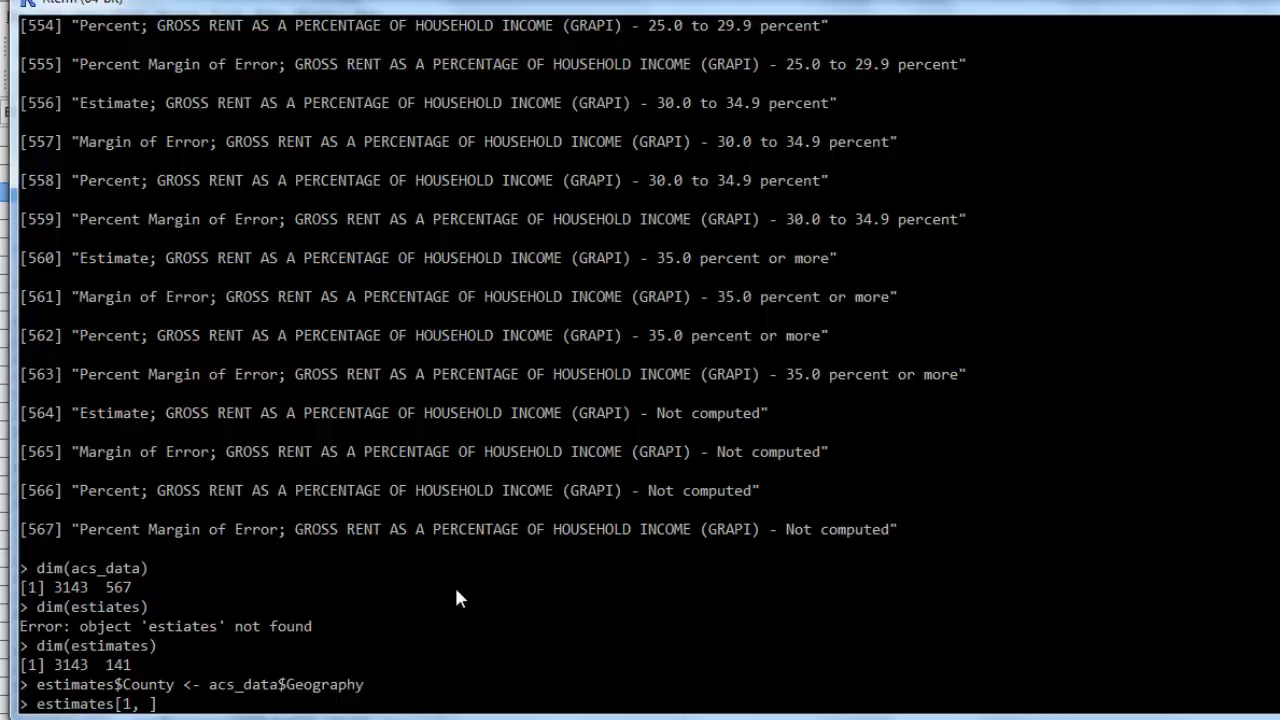 [554] "Percent; GROSS RENT AS A PERCENTAGE OF HOUSEHOLD INCOME (GRAPI) - 25.0 to 29.9 percent"
[555] "Percent Margin of Error; GROSS RENT AS A PERCENTAGE OF HOUSEHOLD INCOME (GRAPI) - 25.0 to 29.9 percent"
[556] "Estimate; GROSS RENT AS A PERCENTAGE OF HOUSEHOLD INCOME (GRAPI) - 30.0 to 34.9 percent"
[557] "Margin of Error; GROSS RENT AS A PERCENTAGE OF HOUSEHOLD INCOME (GRAPI) - 30.0 to 34.9 percent"
[558] "Percent; GROSS RENT AS A PERCENTAGE OF HOUSEHOLD INCOME (GRAPI) - 30.0 to 34.9 percent"
[559] "Percent Margin of Error; GROSS RENT AS A PERCENTAGE OF HOUSEHOLD INCOME (GRAPI) - 30.0 to 34.9 percent"
[560] "Estimate; GROSS RENT AS A PERCENTAGE OF HOUSEHOLD INCOME (GRAPI) - 35.0 percent or more"
[561] "Margin of Error; GROSS RENT AS A PERCENTAGE OF HOUSEHOLD INCOME (GRAPI) - 35.0 percent or more"
[562] "Percent; GROSS RENT AS A PERCENTAGE OF HOUSEHOLD INCOME (GRAPI) - 35.0 percent or more"
[563] "Percent Margin of Error; GROSS RENT AS A PERCENTAGE OF HOUSEHOLD INCOME (GRAPI) - 35.0 percent or more"
[564] "Estimate; GROSS RENT AS A PERCENTAGE OF HOUSEHOLD INCOME (GRAPI) - Not computed"
[565] "Margin of Error; GROSS RENT AS A PERCENTAGE OF HOUSEHOLD INCOME (GRAPI) - Not computed"
[566] "Percent; GROSS RENT AS A PERCENTAGE OF HOUSEHOLD INCOME (GRAPI) - Not computed"
[567] "Percent Margin of Error; GROSS RENT AS A PERCENTAGE OF HOUSEHOLD INCOME (GRAPI) - Not computed"
> dim(acs_data)
[1] 3143  567
> dim(estiates)
Error: object 'estiates' not found
> dim(estimates)
[1] 3143  141
> estimates$County <- acs_data$Geography
> estimates[1, ]